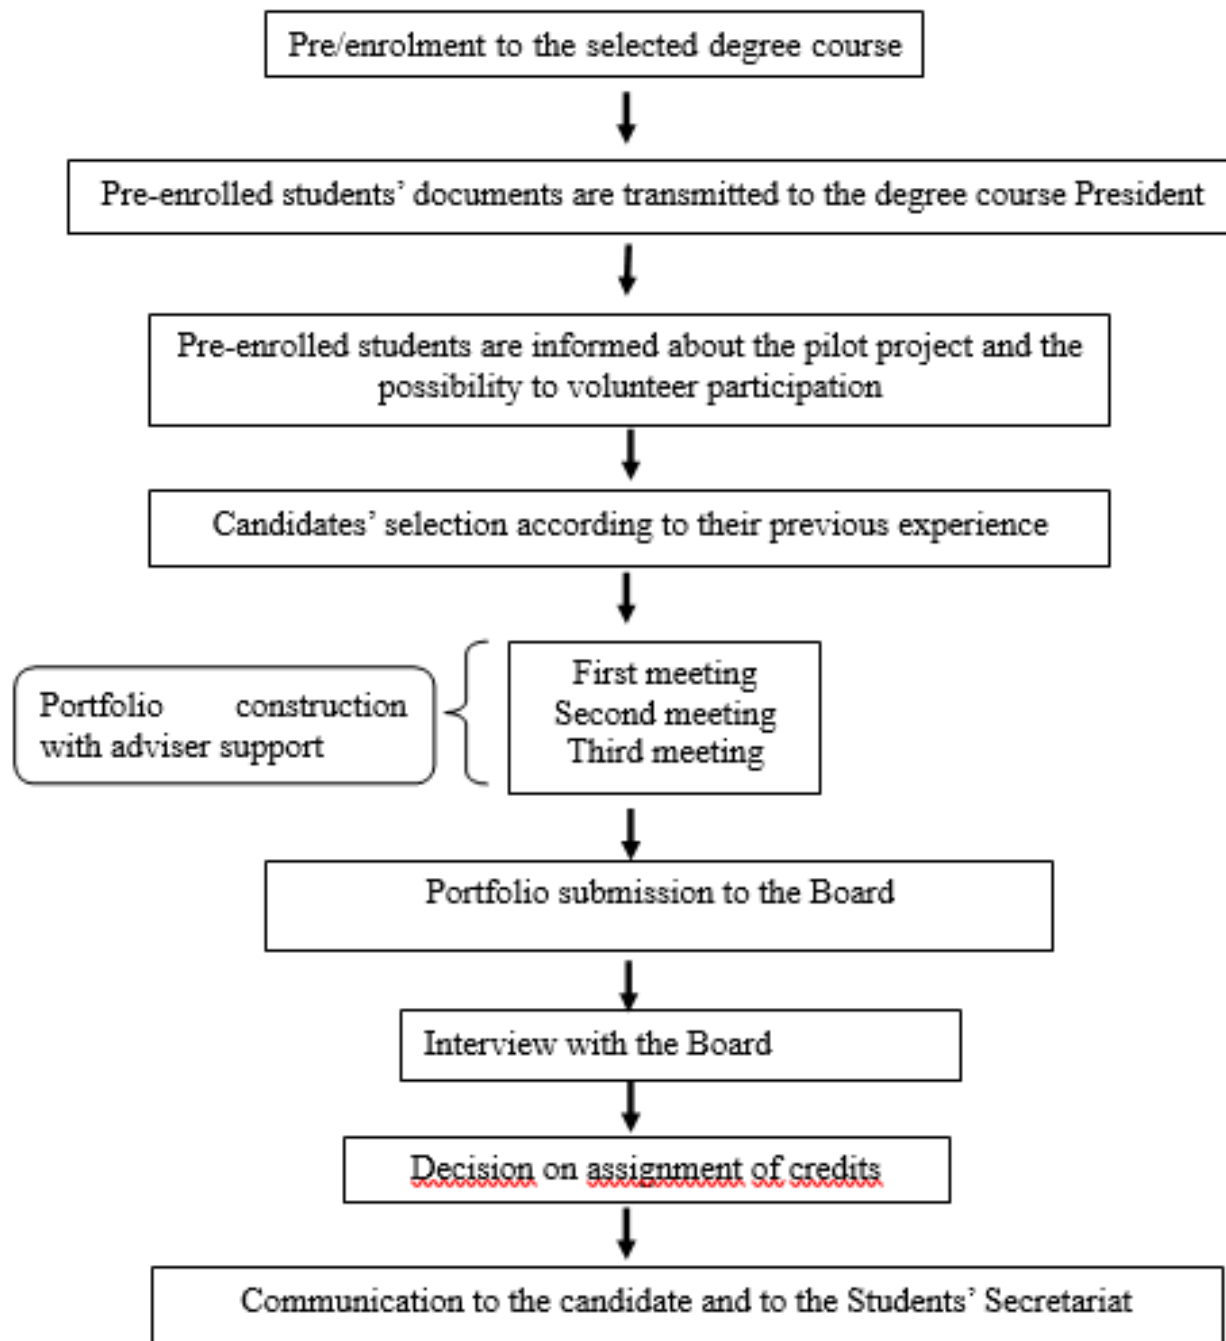 Pre/enrolment to the selected degree course
Pre-enrolled students’ documents are transmitted to the degree course President
Pre-enrolled students are informed about the pilot project and the
possibility to volunteer participation
Candidates’ selection according to their previous experience
First meeting
Second meeting
Third meeting
Portfolio construction
with adviser support
Portfolio submission to the Board
Interview with the Board
Decision on assignment of credits
Communication to the candidate and to the Students’ Secretariat